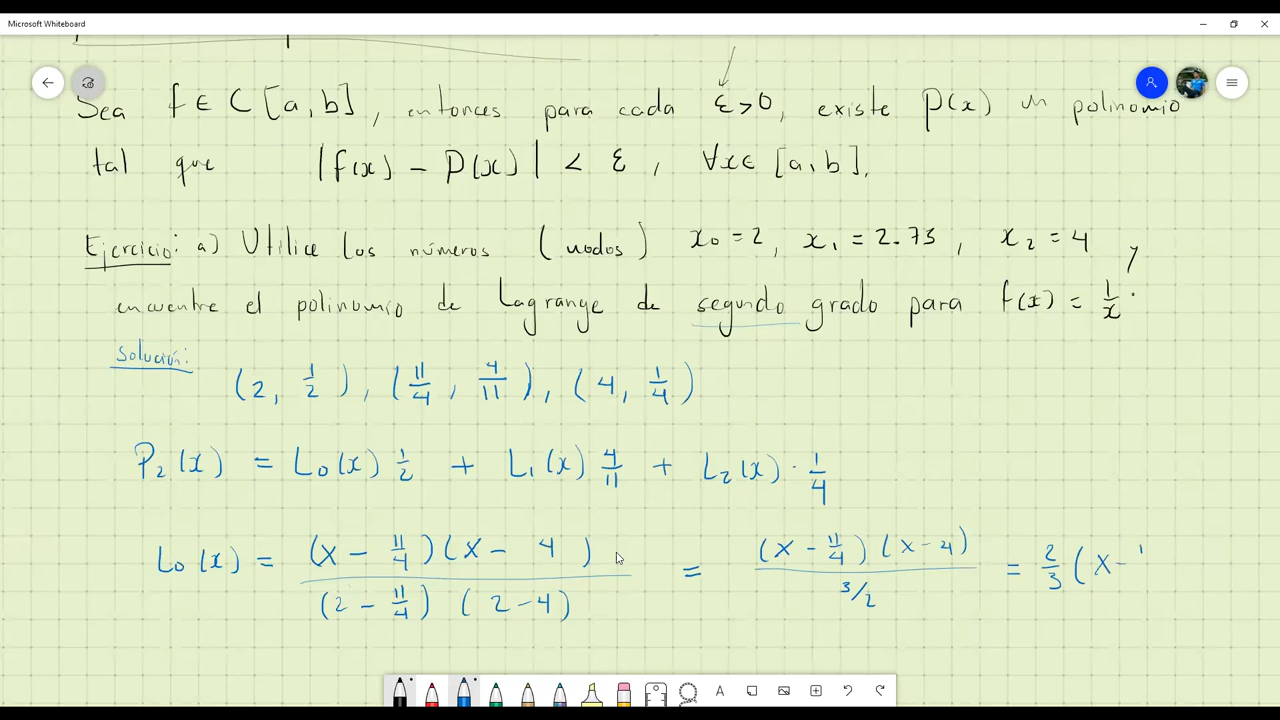 Microsoft Whiteboard
Sea f ∈ C [a, b], entonces para cada ε > 0, existe P(x) un polinomio
tal que |f(x) - P(x)| < ε, ∀x ∈ [a, b].
Ejercicio: a) Utilice los números (nodos) x0 = 2, x1 = 2.75, x2 = 4 y
encuentre el polinomio de Lagrange de segundo grado para f(x) = 1/x.
Solución:
(2, 1/2), (11/4, 4/11), (4, 1/4)
P2(x) = L0(x) 1/2 + L1(x) 4/11 + L2(x) · 1/4
L0(x) = (x - 11/4)(x - 4) / (2 - 11/4)(2 - 4) = (x - 11/4)(x - 4) / 3/2 = 2/3 (x -
A